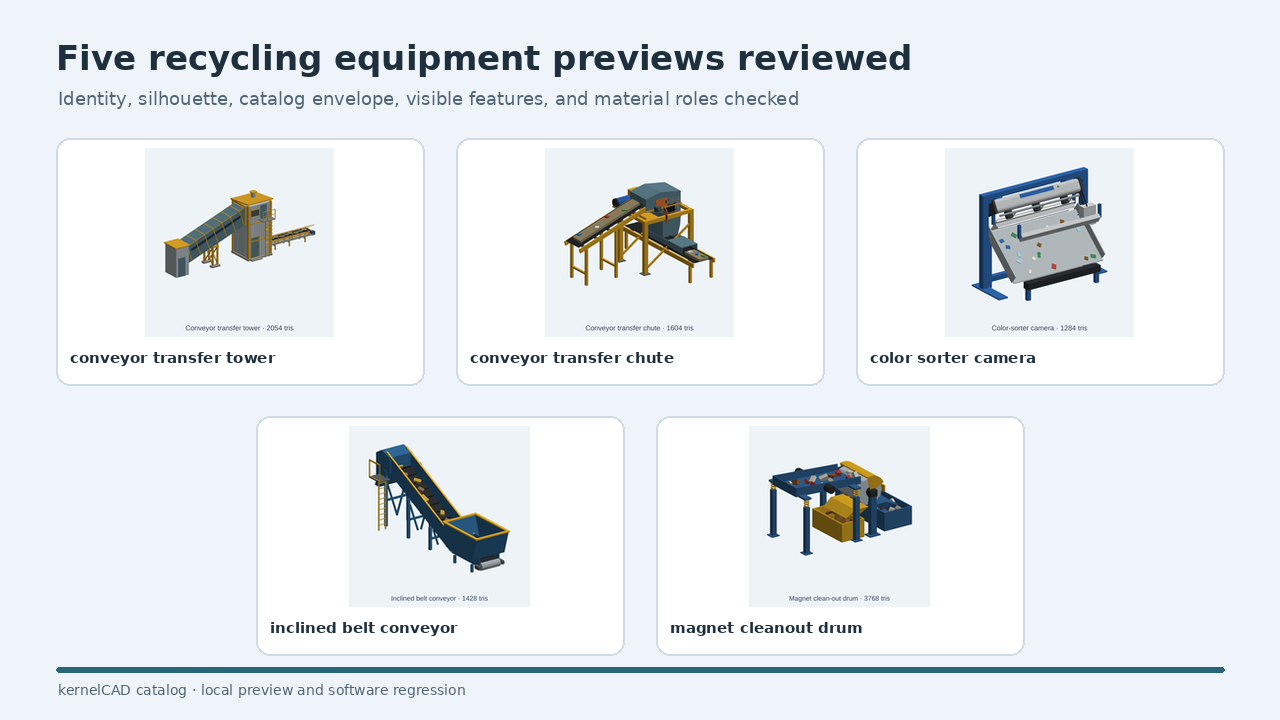 Five recycling equipment previews reviewed
Identity, silhouette, catalog envelope, visible features, and material roles checked
Conveyor transfer tower · 2054 tris
conveyor transfer tower
Conveyor transfer chute · 1604 tris
conveyor transfer chute
Color-sorter camera · 1284 tris
color sorter camera
Inclined belt conveyor · 1428 tris
inclined belt conveyor
Magnet clean-out drum · 3768 tris
magnet cleanout drum
kernelCAD catalog · local preview and software regression